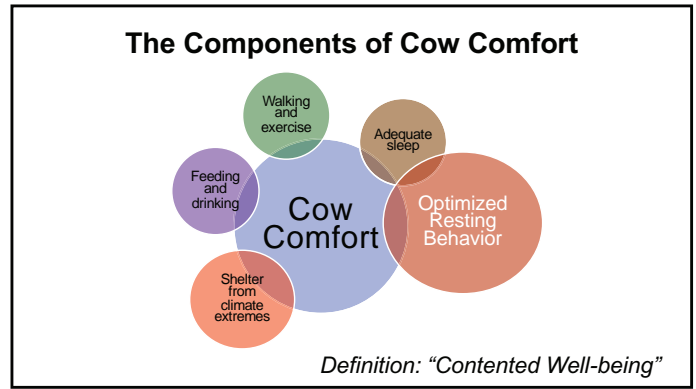 The Components of Cow Comfort
Walking
and
exercise
Adequate
sleep
Feeding
and
drinking
Cow
Comfort
Optimized
Resting
Behavior
Shelter
from
climate
extremes
Definition: “Contented Well-being”